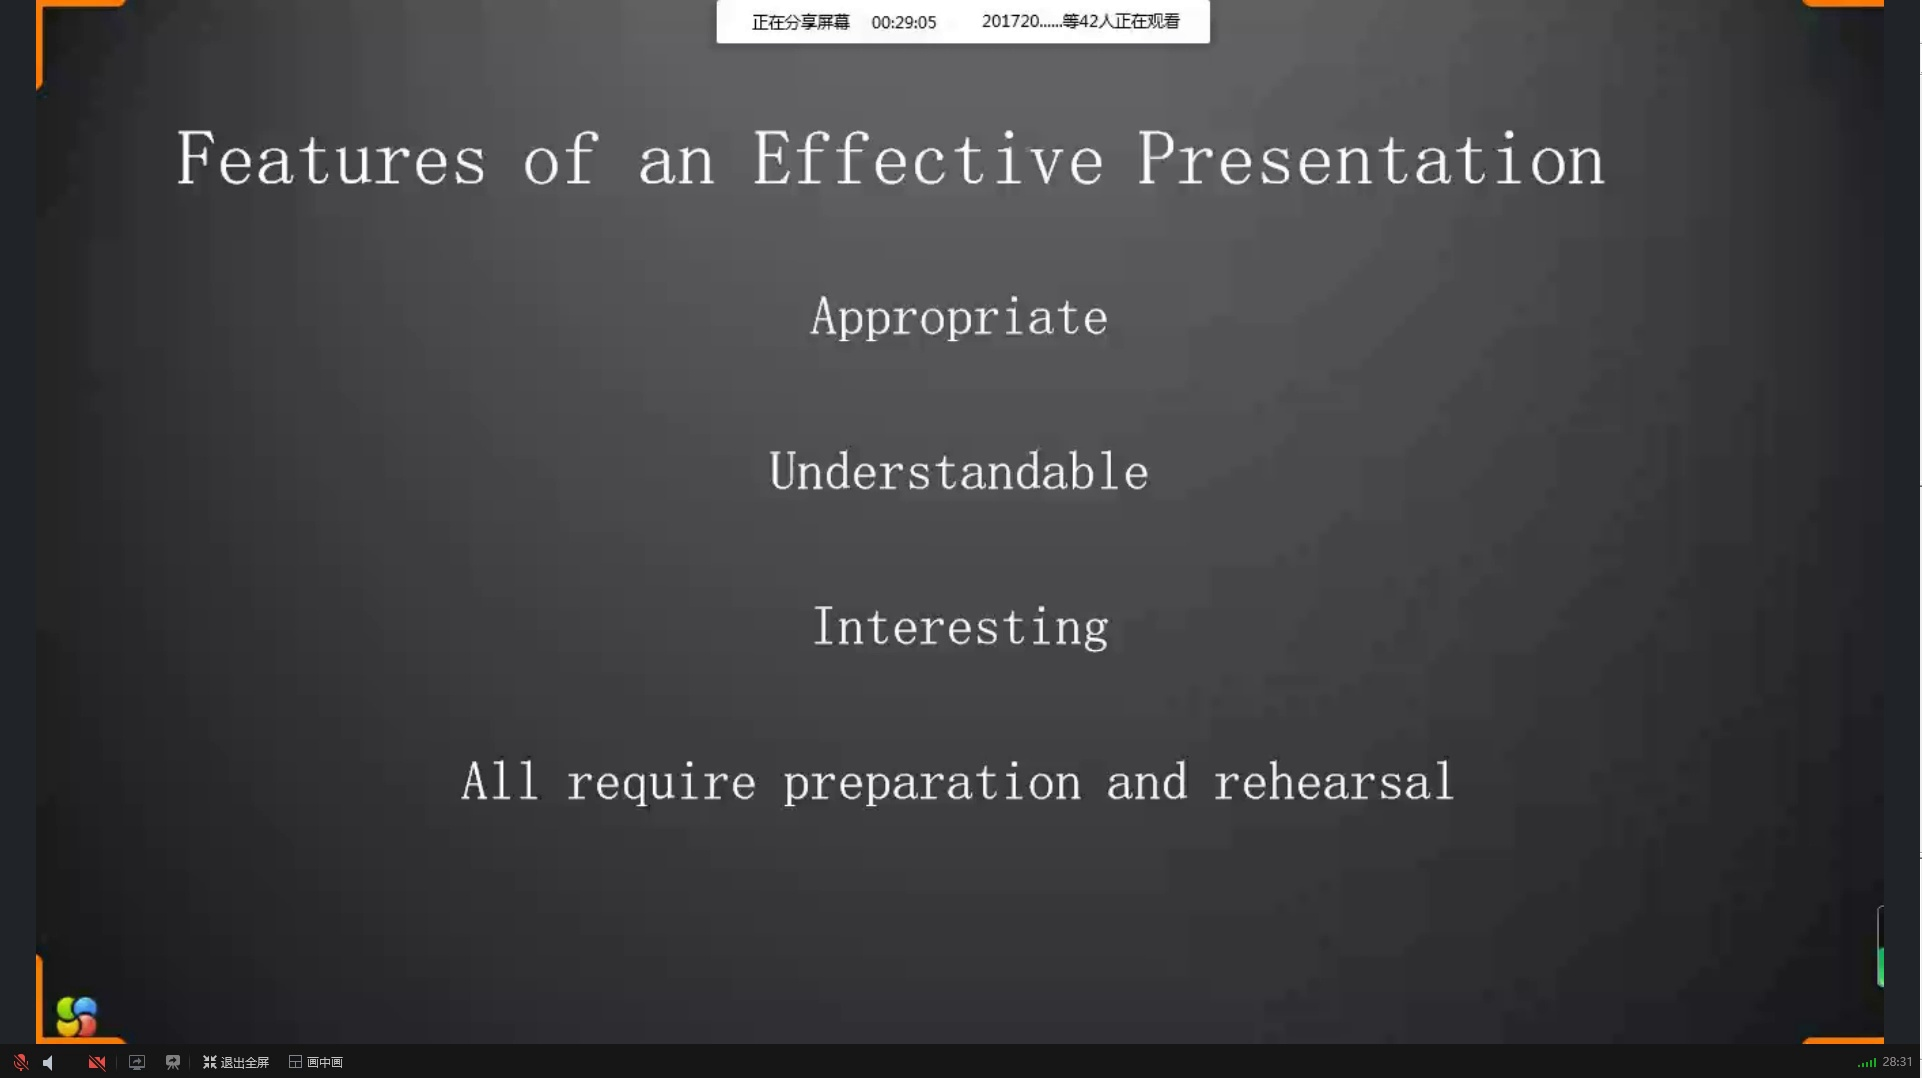 正在分享屏幕 00:29:05 201720......等42人正在观看
Features of an Effective Presentation
Appropriate
Understandable
Interesting
All require preparation and rehearsal
退出全屏 画中画 28:31